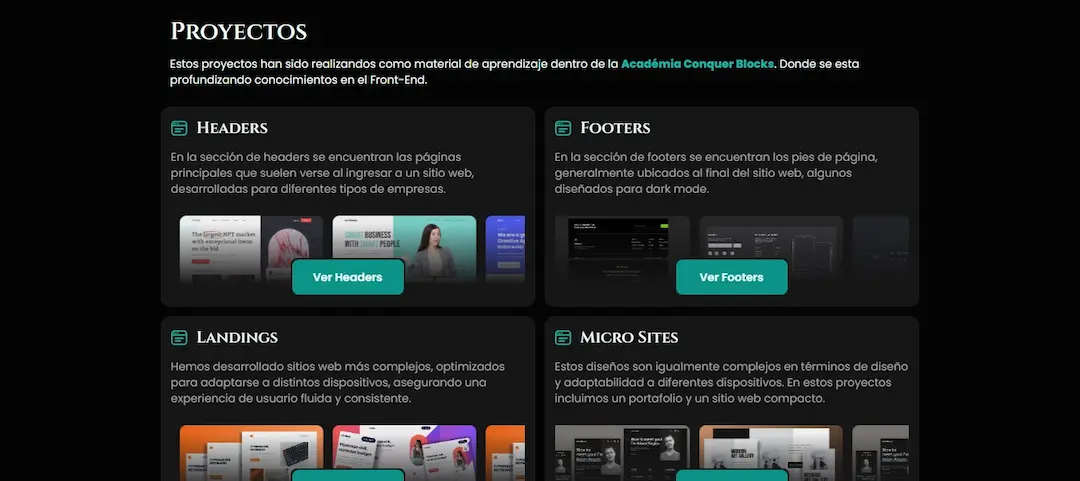 Proyectos
Estos proyectos han sido realizandos como material de aprendizaje dentro de la Académia Conquer Blocks. Donde se esta
profundizando conocimientos en el Front-End.
Headers
En la sección de headers se encuentran las páginas
principales que suelen verse al ingresar a un sitio web,
desarrolladas para diferentes tipos de empresas.
The largest NFT market
with exceptional items on
the bid
SMART BUSINESS
WITH SMART PEOPLE
Ver Headers
Footers
En la sección de footers se encuentran los pies de página,
generalmente ubicados al final del sitio web, algunos
diseñados para dark mode.
Ver Footers
Landings
Hemos desarrollado sitios web más complejos, optimizados
para adaptarse a distintos dispositivos, asegurando una
experiencia de usuario fluida y consistente.
Micro Sites
Estos diseños son igualmente complejos en términos de diseño
y adaptabilidad a diferentes dispositivos. En estos proyectos
incluimos un portafolio y un sitio web compacto.
MODERN
ART GALLERY